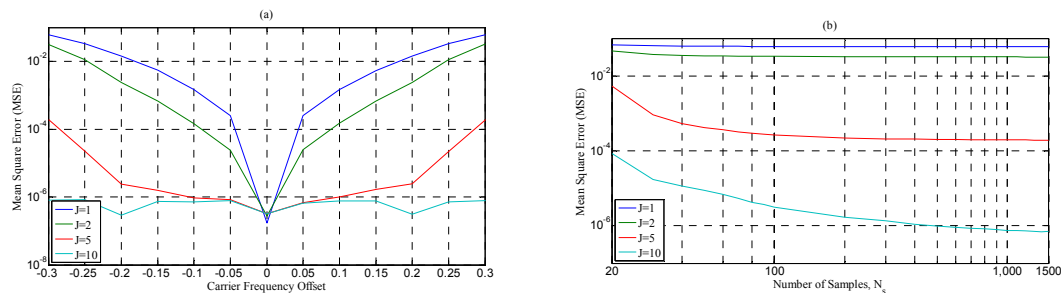 (a)
Mean Square Error (MSE)
10^-2
10^-4
10^-6
10^-8
J=1
J=2
J=5
J=10
-0.3 -0.25 -0.2 -0.15 -0.1 -0.05 0 0.05 0.1 0.15 0.2 0.25 0.3
Carrier Frequency Offset
(b)
Mean Square Error (MSE)
10^-2
10^-4
10^-6
J=1
J=2
J=5
J=10
20 100 1,000 1500
Number of Samples, N_s